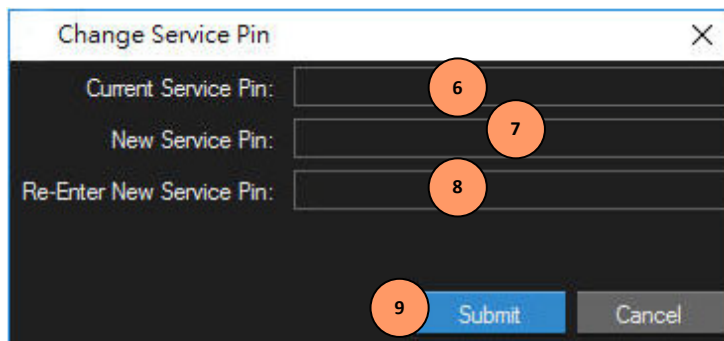 Change Service Pin
Current Service Pin: 6
New Service Pin: 7
Re-Enter New Service Pin: 8
9 Submit Cancel